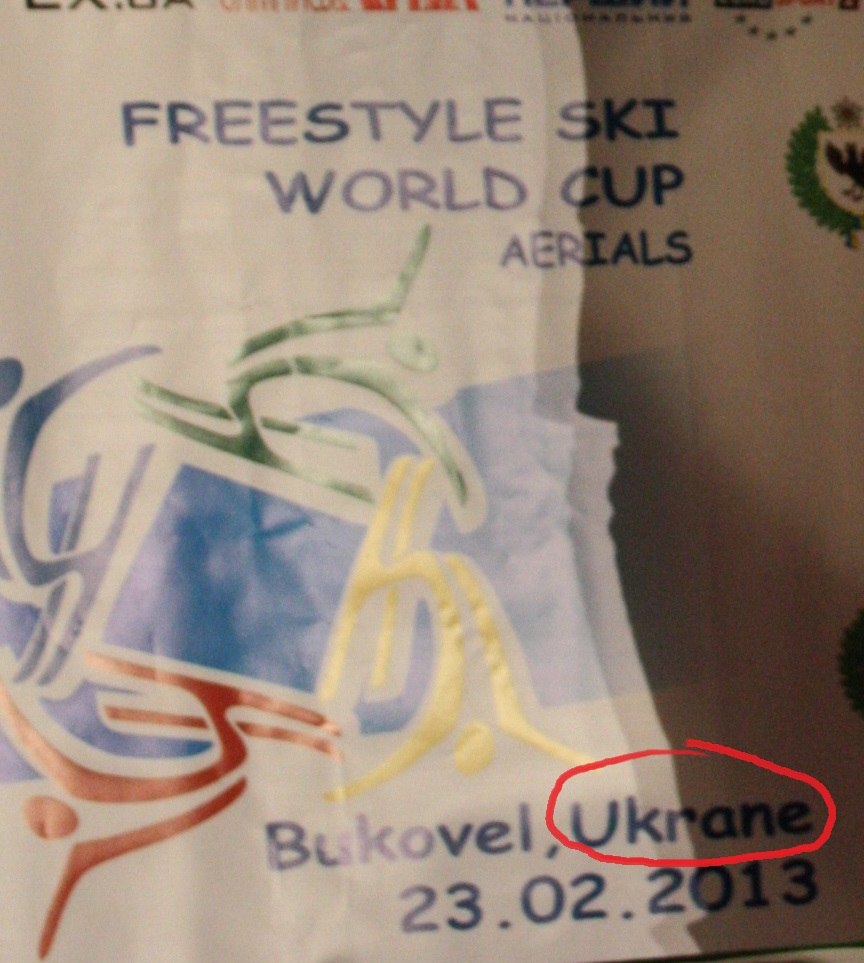 FREESTYLE SKI
WORLD CUP
AERIALS
Bukovel, Ukrane
23.02.2013